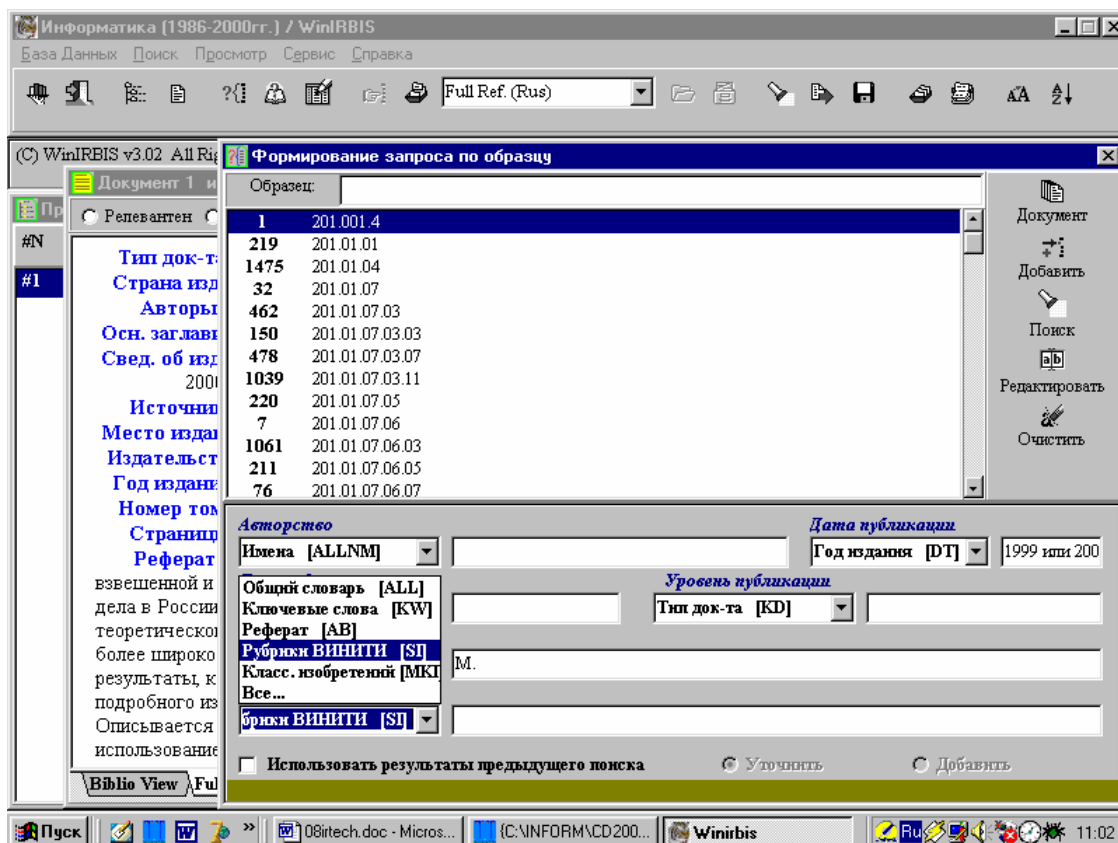 Информатика (1986-2000гг.) / WinIRBIS
База Данных Поиск Просмотр Сервис Справка
Full Ref. (Rus)
(C) WinIRBIS v3.02 All Rig
Формирование запроса по образцу
Документ 1 и
Пр
Релевантен
#N
#1
Тип док-та
Страна изд
Авторы
Осн. заглави
Свед. об изд
2000
Источник
Место издан
Издательст
Год издани
Номер том
Страницы
Реферат
взвешенной и
дела в России
теоретическог
более широко
результаты, к
подробного из
Описывается
использование
Biblio View Ful
Образец:
1 201.001.4
219 201.01.01
1475 201.01.04
32 201.01.07
462 201.01.07.03
150 201.01.07.03.03
478 201.01.07.03.07
1039 201.01.07.03.11
220 201.01.07.05
7 201.01.07.06
1061 201.01.07.06.03
211 201.01.07.06.05
76 201.01.07.06.07
Документ
Добавить
Поиск
Редактировать
Очистить
Авторство Дата публикации
Имена [ALLNM] Год издания [DT] 1999 или 200
Уровень публикации
Тип док-та [KD]
Общий словарь [ALL]
Ключевые слова [KW]
Реферат [AB]
Рубрики ВИНИТИ [SI]
Класс. изобретений [MKI
Все...
М.
брики ВИНИТИ [SI]
Использовать результаты предыдущего поиска Уточнить Добавить
Пуск » 08irtech.doc - Micros... {C:\INFORM\CD200... Winirbis Ru 11:02